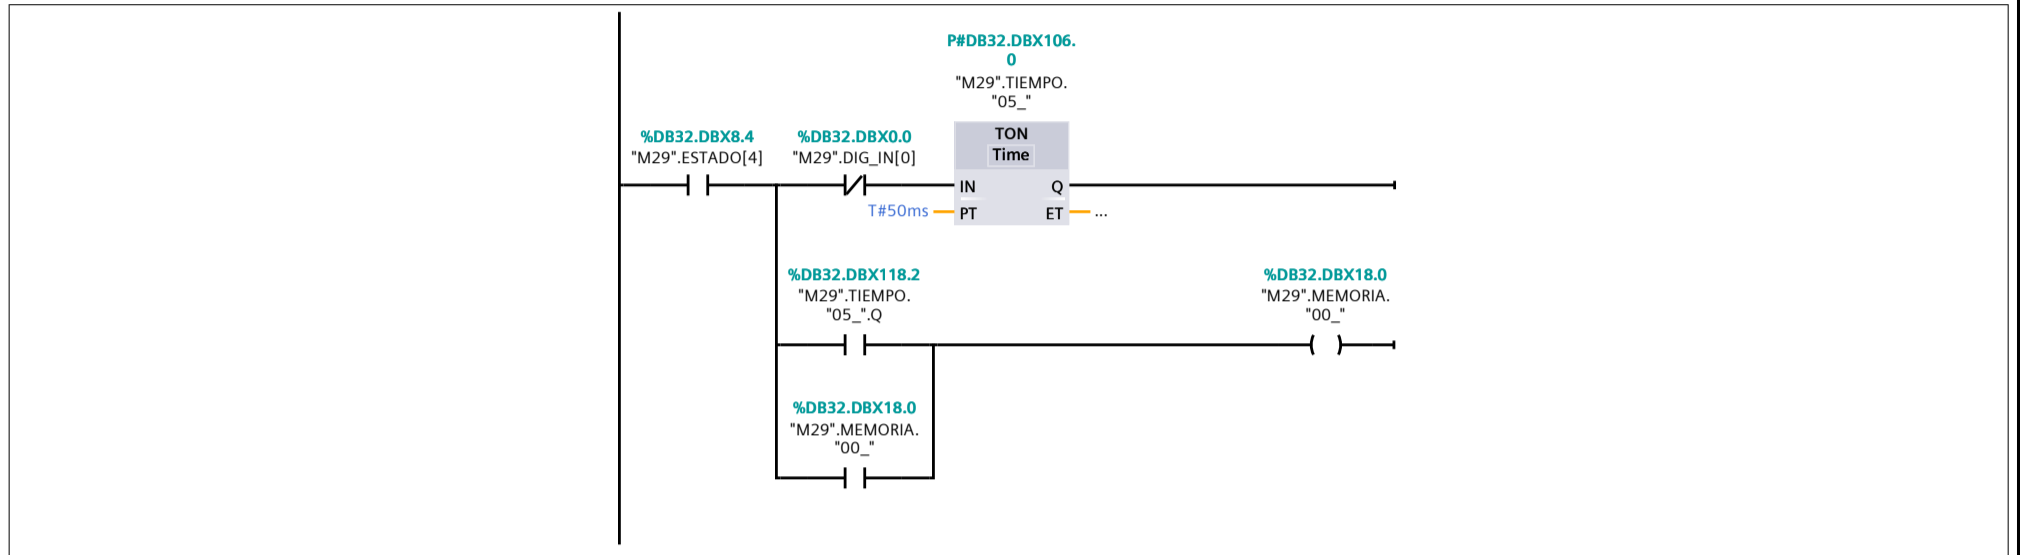 P#DB32.DBX106.
0
"M29".TIEMPO.
"05_"
%DB32.DBX8.4
"M29".ESTADO[4]
%DB32.DBX0.0
"M29".DIG_IN[0]
TON
Time
IN
Q
T#50ms
PT
ET
...
%DB32.DBX118.2
"M29".TIEMPO.
"05_".Q
%DB32.DBX18.0
"M29".MEMORIA.
"00_"
%DB32.DBX18.0
"M29".MEMORIA.
"00_"